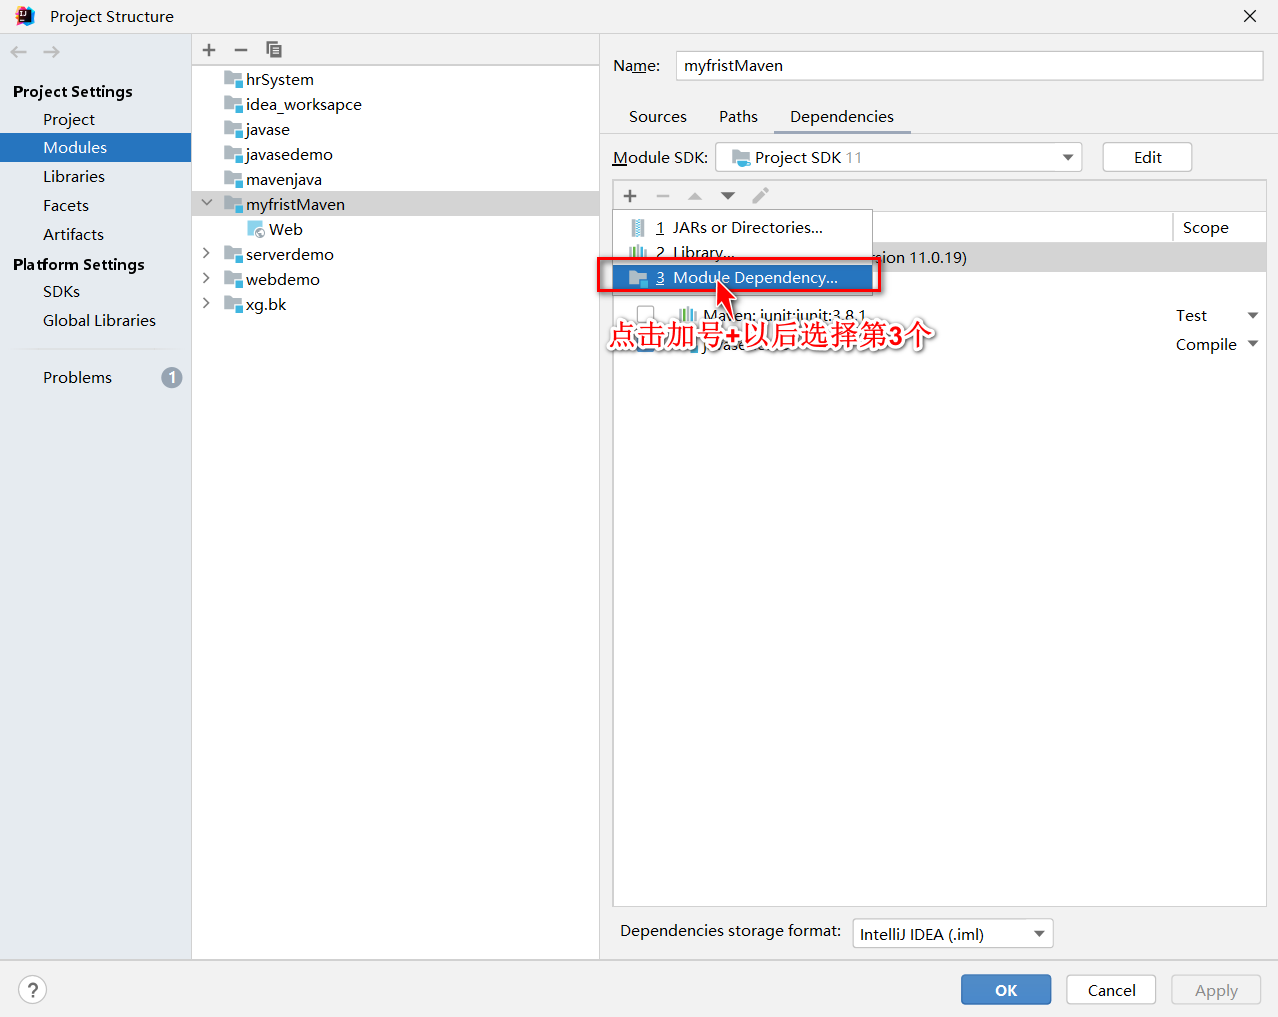 Project Structure
Project Settings
Project
Modules
Libraries
Facets
Artifacts
Platform Settings
SDKs
Global Libraries
Problems 1
hrSystem
idea_worksapce
javase
javasedemo
mavenjava
myfristMaven
Web
serverdemo
webdemo
xg.bk
Name: myfristMaven
Sources Paths Dependencies
Module SDK: Project SDK 11 Edit
Scope
1 JARs or Directories...
2 Library...
sion 11.0.19)
3 Module Dependency...
Maven: junit:junit:3.8.1 Test
点击加号+以后选择第3个
Compile
Dependencies storage format: IntelliJ IDEA (.iml)
? OK Cancel Apply